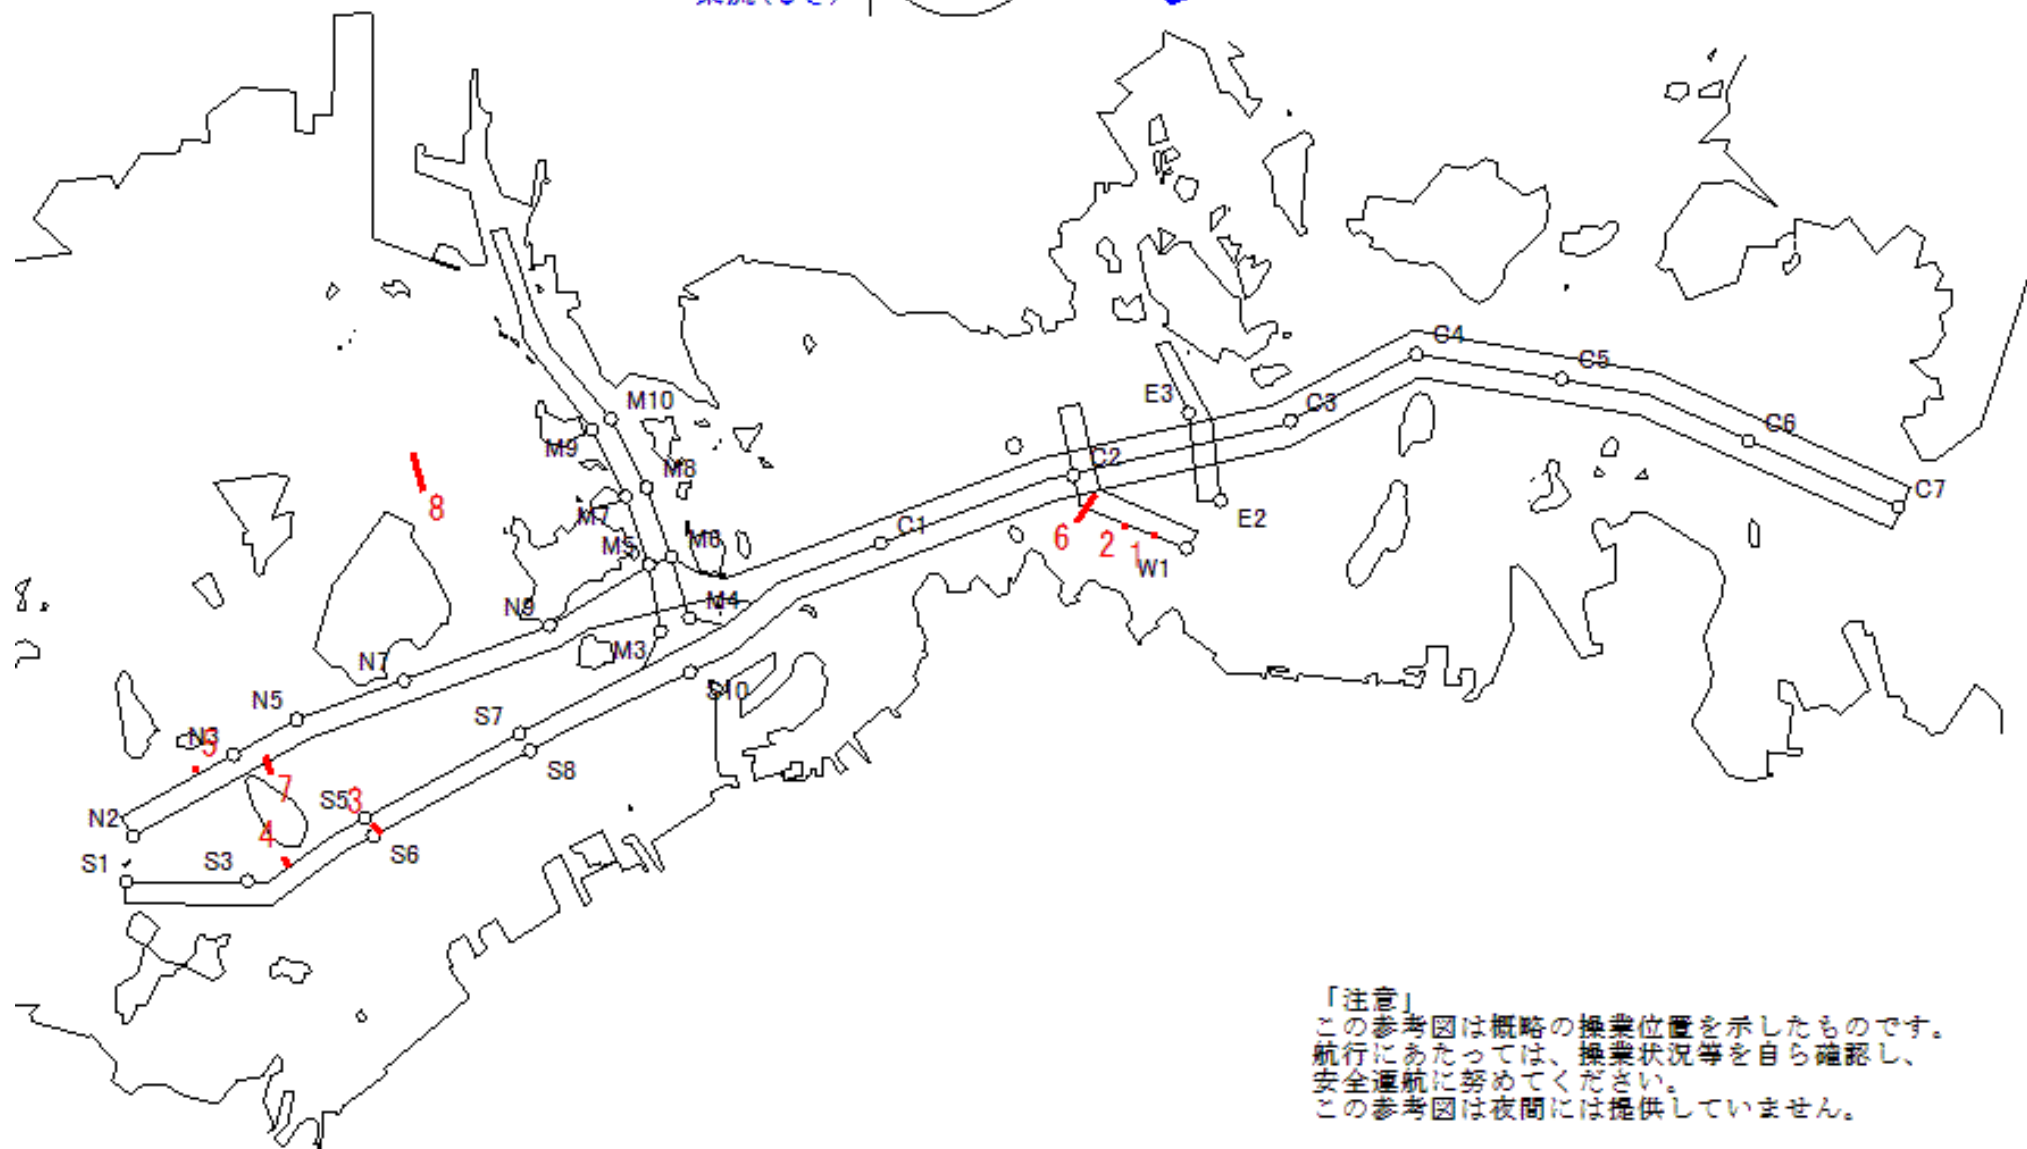 C4
C5
M10
E3
C3
C6
M9
M8
C2
C7
8
M7
E2
C1
M5
M6
6
2
1
W1
N9
M4
M3
N7
S10
N5
S7
N3
5
S8
7
S5
3
N2
4
S6
S1
S3
「注意」
この参考図は概略の操業位置を示したものです。
航行にあたっては、操業状況等を自ら確認し、
安全運航に努めてください。
この参考図は夜間には提供していません。